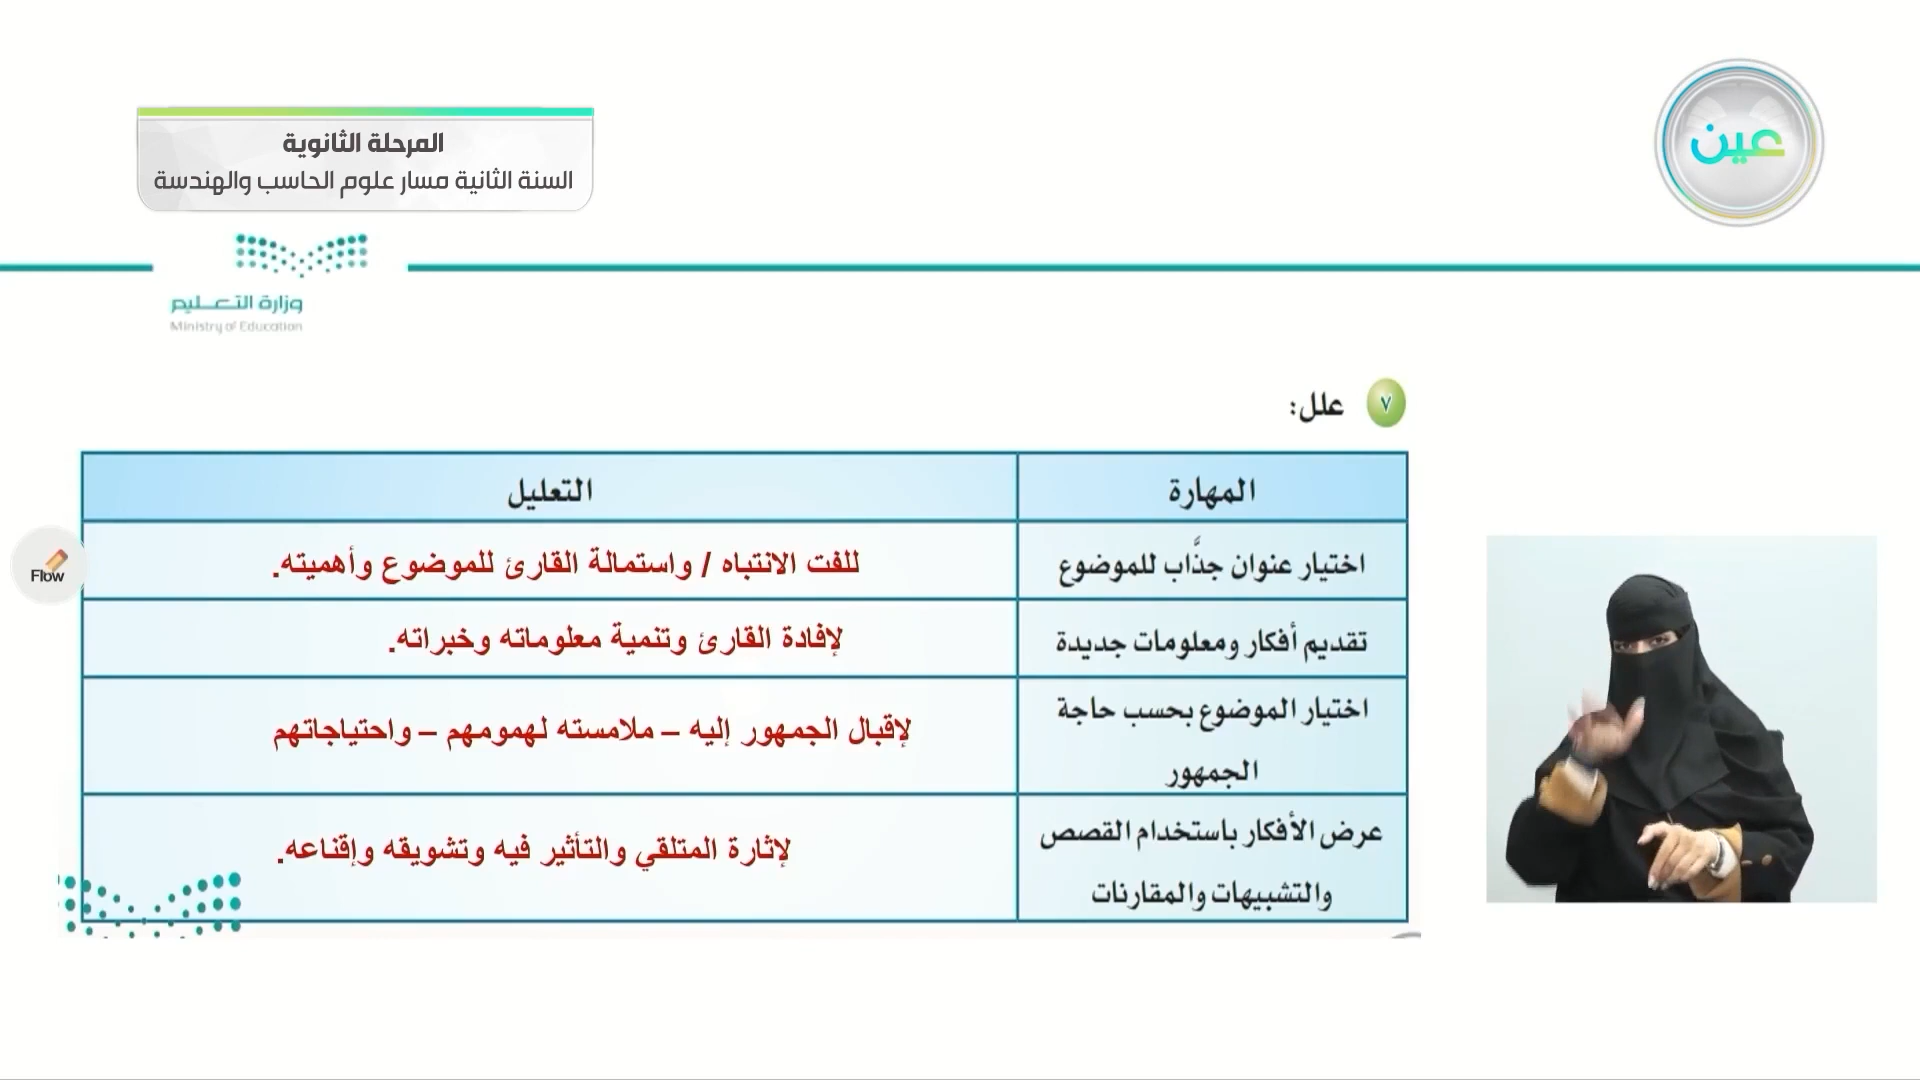 المرحلة الثانوية
السنة الثانية مسار علوم الحاسب والهندسة
عين
وزارة التعليم
Ministry of Education
٧ علل:
المهارة
التعليل
اختيار عنوان جذَّاب للموضوع
للفت الانتباه / واستمالة القارئ للموضوع وأهميته.
تقديم أفكار ومعلومات جديدة
لإفادة القارئ وتنمية معلوماته وخبراته.
اختيار الموضوع بحسب حاجة
الجمهور
لإقبال الجمهور إليه – ملامسته لهمومهم – واحتياجاتهم
عرض الأفكار باستخدام القصص
والتشبيهات والمقارنات
لإثارة المتلقي والتأثير فيه وتشويقه وإقناعه.
Flow